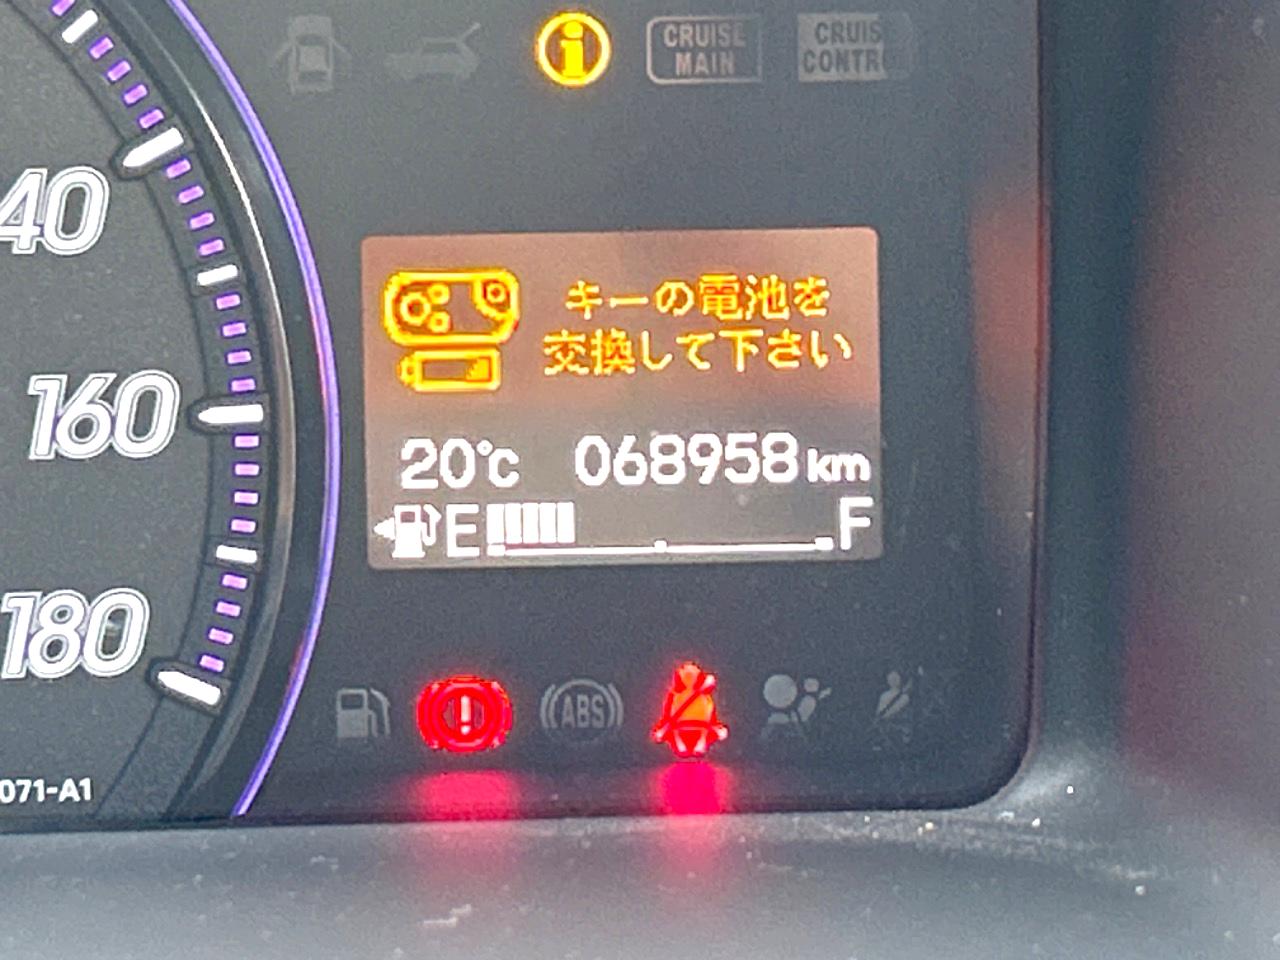 CRUISE
MAIN
CRUIS
CONTR
40
キーの電池を
交換して下さい
160
20℃ 068958km
E F
180
ABS
071-A1